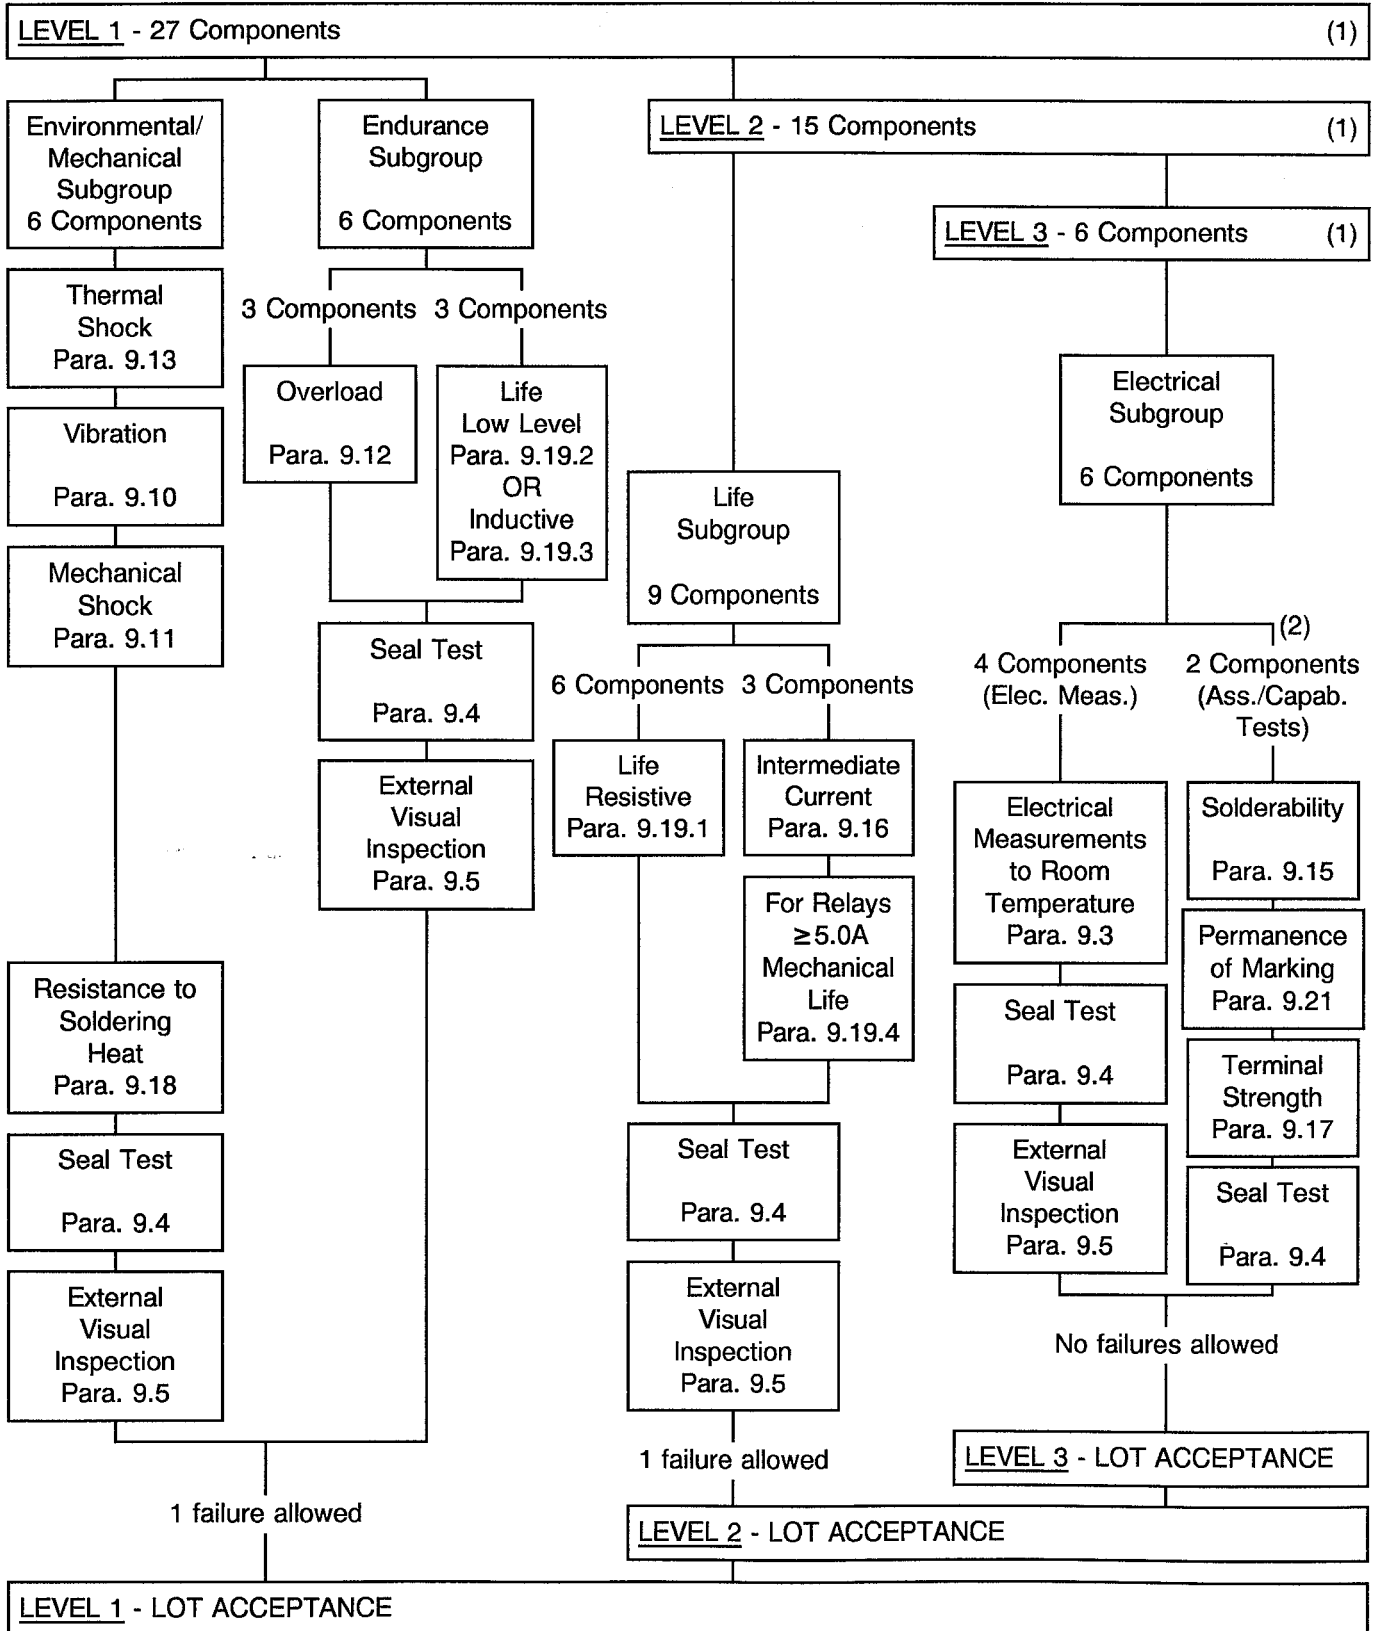 LEVEL 1 - 27 Components (1)
Environmental/
Mechanical
Subgroup
6 Components
Endurance
Subgroup
6 Components
LEVEL 2 - 15 Components (1)
LEVEL 3 - 6 Components (1)
Thermal
Shock
Para. 9.13
Vibration
Para. 9.10
Mechanical
Shock
Para. 9.11
Resistance to
Soldering
Heat
Para. 9.18
Seal Test
Para. 9.4
External
Visual
Inspection
Para. 9.5
3 Components
3 Components
Overload
Para. 9.12
Life
Low Level
Para. 9.19.2
OR
Inductive
Para. 9.19.3
Seal Test
Para. 9.4
External
Visual
Inspection
Para. 9.5
1 failure allowed
Life
Subgroup
9 Components
6 Components
3 Components
Life
Resistive
Para. 9.19.1
Intermediate
Current
Para. 9.16
For Relays
≥5.0A
Mechanical
Life
Para. 9.19.4
Seal Test
Para. 9.4
External
Visual
Inspection
Para. 9.5
1 failure allowed
Electrical
Subgroup
6 Components
(2)
4 Components
(Elec. Meas.)
2 Components
(Ass./Capab.
Tests)
Electrical
Measurements
to Room
Temperature
Para. 9.3
Seal Test
Para. 9.4
External
Visual
Inspection
Para. 9.5
Solderability
Para. 9.15
Permanence
of Marking
Para. 9.21
Terminal
Strength
Para. 9.17
Seal Test
Para. 9.4
No failures allowed
LEVEL 3 - LOT ACCEPTANCE
LEVEL 2 - LOT ACCEPTANCE
LEVEL 1 - LOT ACCEPTANCE